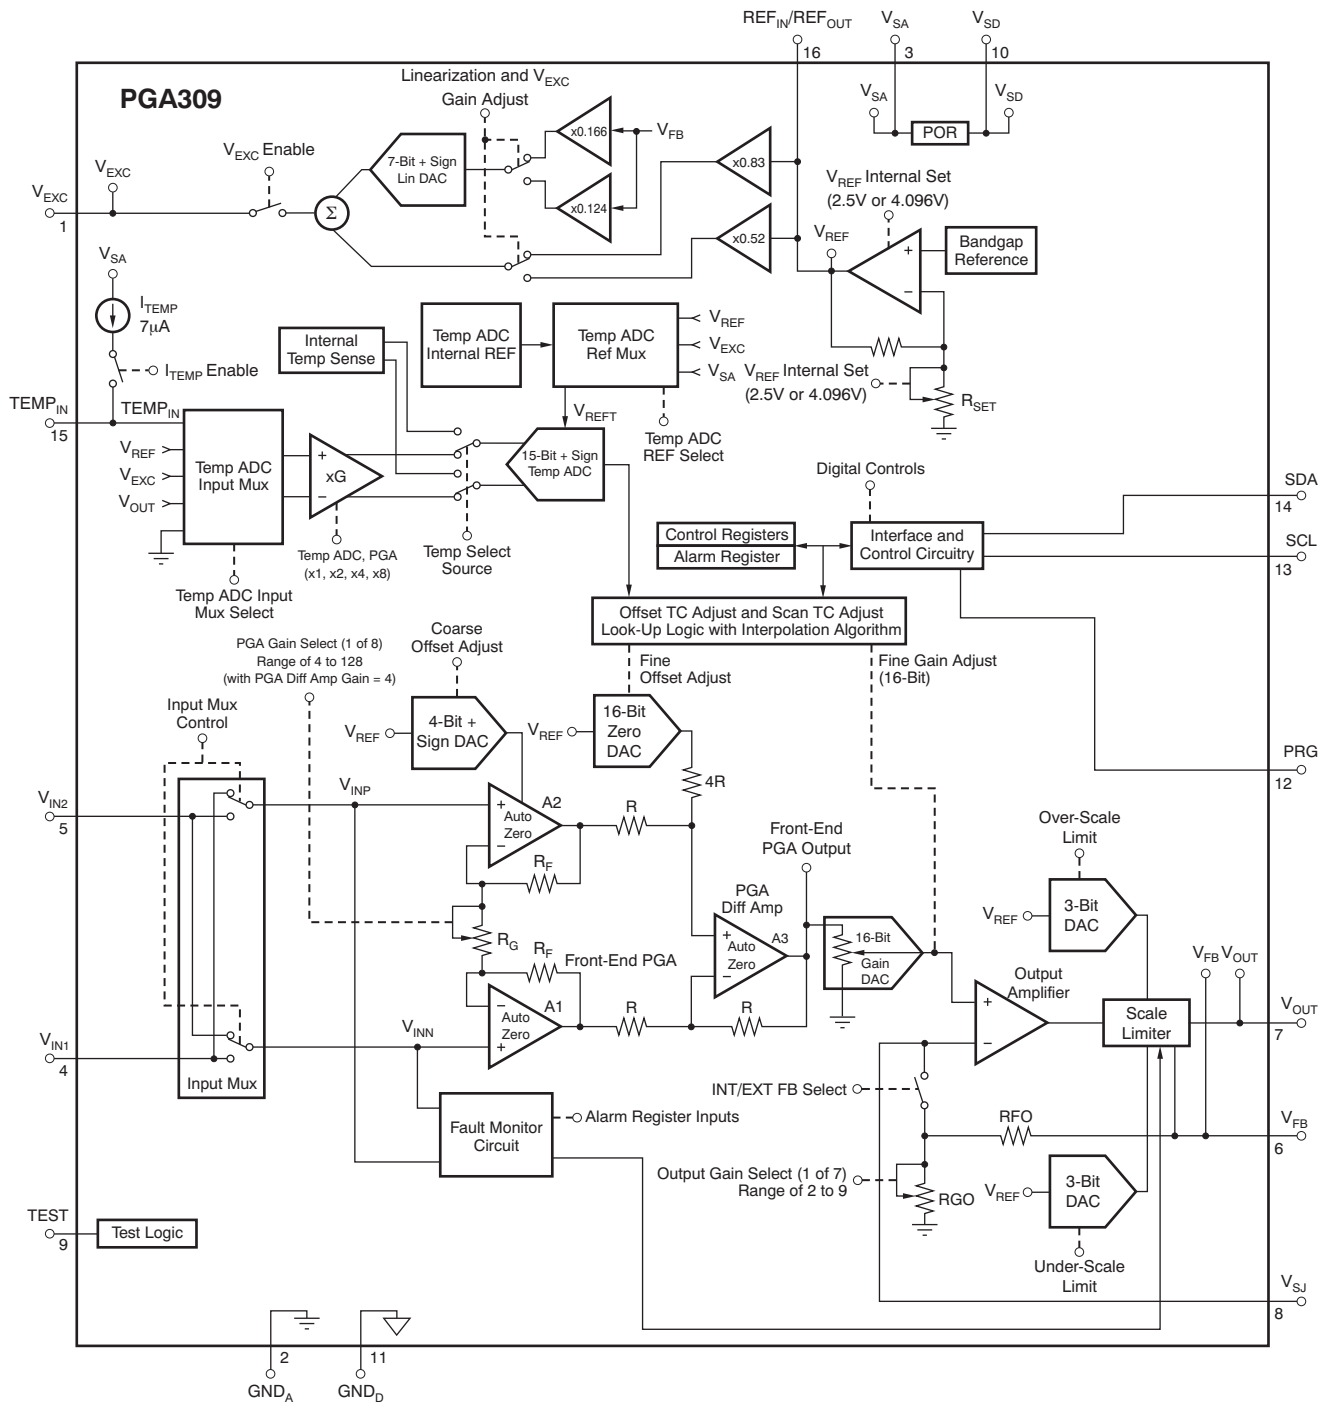 REF_IN/REF_OUT
16
V_SA
3
V_SD
10
PGA309
Linearization and V_EXC
Gain Adjust
V_SA
V_SD
POR
x0.166
V_FB
x0.124
x0.83
x0.52
V_EXC Enable
V_EXC
V_EXC
1
7-Bit + Sign
Lin DAC
Σ
V_REF Internal Set
(2.5V or 4.096V)
V_REF
+
−
Bandgap
Reference
V_SA
I_TEMP
7μA
I_TEMP Enable
Internal
Temp Sense
Temp ADC
Internal REF
Temp ADC
Ref Mux
V_REF
V_EXC
V_SA
V_REF Internal Set
(2.5V or 4.096V)
R_SET
TEMP_IN
15
TEMP_IN
V_REF
V_EXC
V_OUT
Temp ADC
Input Mux
+
xG
−
V_REFT
15-Bit + Sign
Temp ADC
Temp ADC
REF Select
Temp ADC Input
Mux Select
Temp ADC, PGA
(x1, x2, x4, x8)
Temp Select
Source
Digital Controls
Control Registers
Alarm Register
Interface and
Control Circuitry
SDA
14
SCL
13
Offset TC Adjust and Scan TC Adjust
Look-Up Logic with Interpolation Algorithm
PGA Gain Select (1 of 8)
Range of 4 to 128
(with PGA Diff Amp Gain = 4)
Coarse
Offset Adjust
Fine
Offset Adjust
Fine Gain Adjust
(16-Bit)
Input Mux
Control
V_REF
4-Bit +
Sign DAC
V_REF
16-Bit
Zero
DAC
PRG
12
4R
V_IN2
5
V_INP
+
Auto
Zero
−
A2
R
R_F
Front-End
PGA Output
Over-Scale
Limit
V_REF
3-Bit
DAC
PGA
Diff Amp
+
Auto
Zero
−
A3
16-Bit
Gain
DAC
R_G
R_F
Front-End PGA
−
Auto
Zero
+
A1
R
R
Output
Amplifier
+
−
V_FB
V_OUT
Scale
Limiter
V_OUT
7
V_IN1
4
V_INN
Input Mux
INT/EXT FB Select
Fault Monitor
Circuit
Alarm Register Inputs
RFO
V_FB
6
Output Gain Select (1 of 7)
Range of 2 to 9
RGO
V_REF
3-Bit
DAC
Under-Scale
Limit
TEST
9
Test Logic
V_SJ
8
2
GND_A
11
GND_D